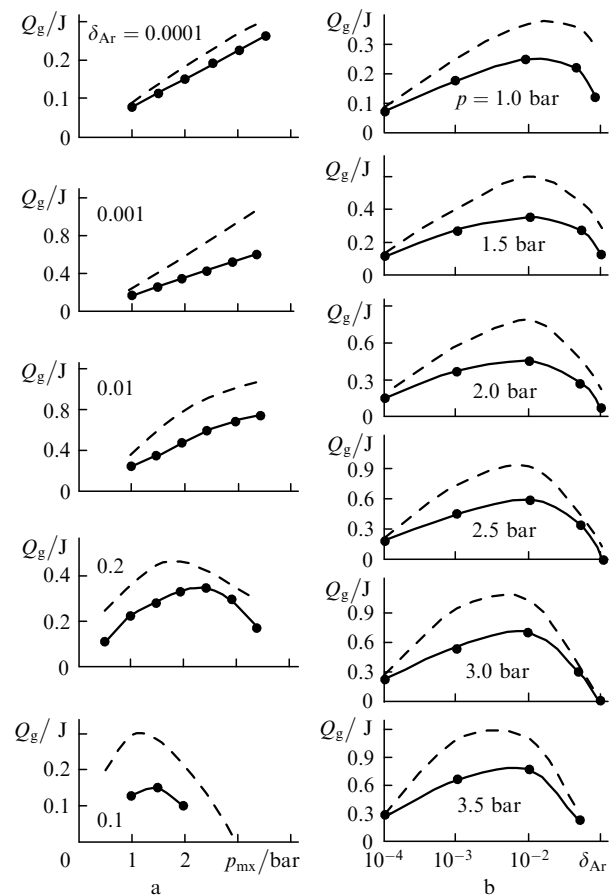 Q_g/J
δ_Ar = 0.0001
0.2
0.1
0
Q_g/J
0.001
0.8
0.4
0
Q_g/J
0.01
0.8
0.4
0
Q_g/J
0.2
0.4
0.2
0
Q_g/J
0.2
0.1
0.1
0 1 2 p_mx/bar
a
Q_g/J
0.3
0.2
0.1
0
p = 1.0 bar
Q_g/J
0.6
0.4
0.2
0
1.5 bar
Q_g/J
0.6
0.3
0
2.0 bar
Q_g/J
0.9
0.6
0.3
0
2.5 bar
Q_g/J
0.9
0.6
0.3
0
3.0 bar
Q_g/J
0.9
0.6
0.3
3.5 bar
10⁻⁴ 10⁻³ 10⁻² δ_Ar
b